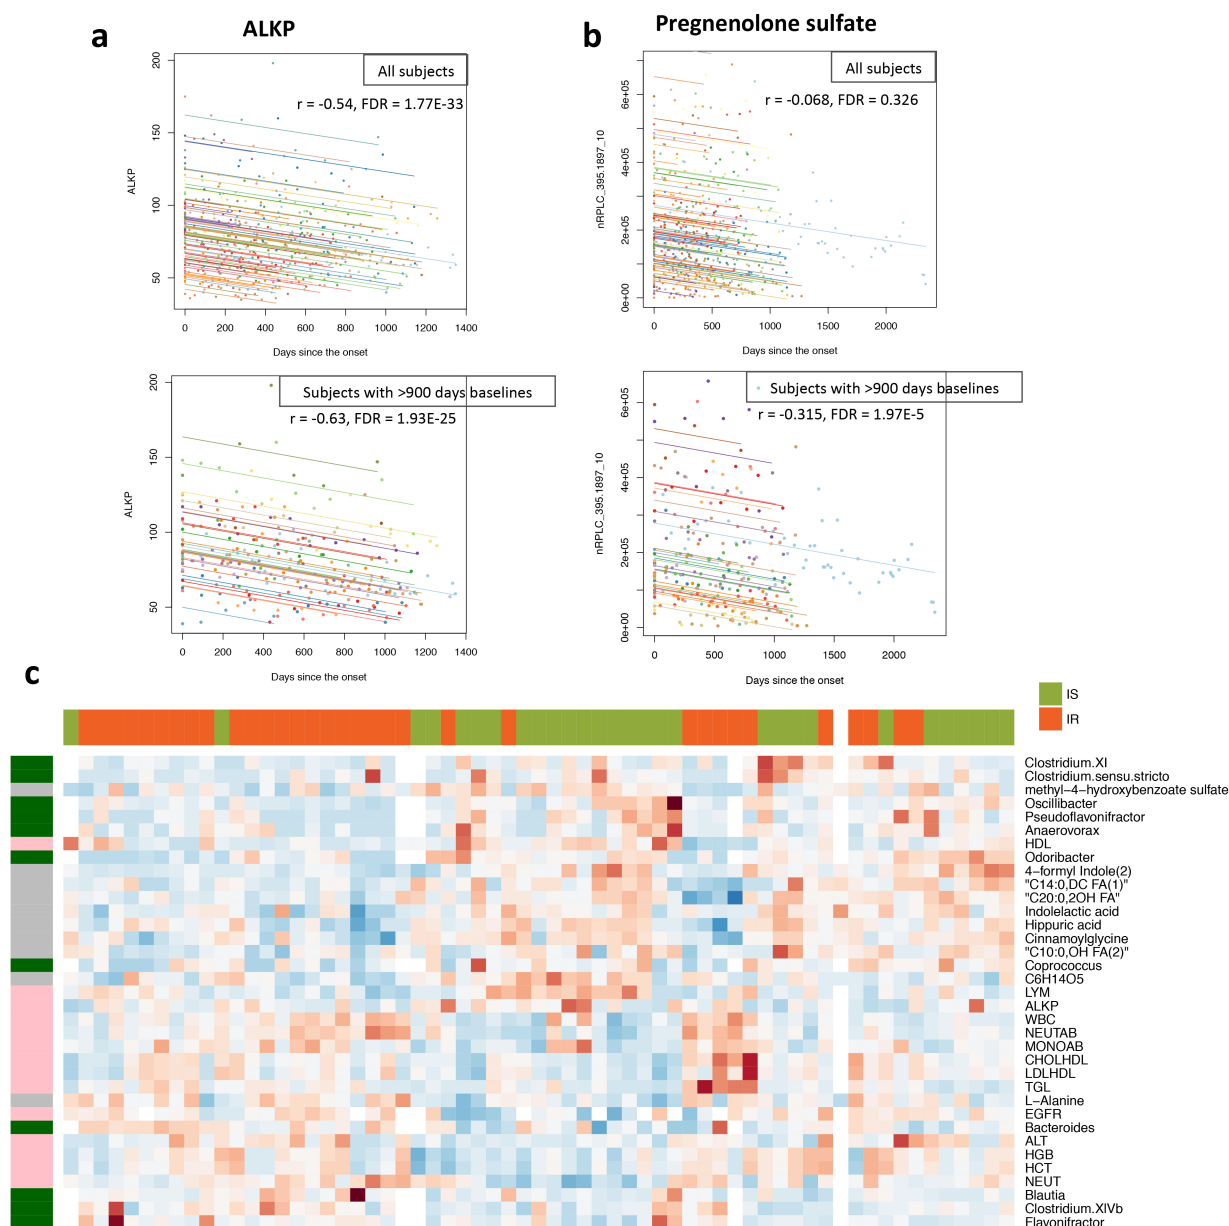 a
ALKP
b
Pregnenolone sulfate
All subjects
r = -0.54, FDR = 1.77E-33
ALKP
50
100
150
200
0 200 400 600 800 1000 1200 1400
Days since the onset
All subjects
r = -0.068, FDR = 0.326
nRPLC_395.1897_10
0e+00
2e+05
4e+05
6e+05
0 500 1000 1500 2000
Days since the onset
Subjects with >900 days baselines
r = -0.63, FDR = 1.93E-25
ALKP
50
100
150
200
0 200 400 600 800 1000 1200 1400
Days since the onset
Subjects with >900 days baselines
r = -0.315, FDR = 1.97E-5
nRPLC_395.1897_10
0e+00
2e+05
4e+05
6e+05
0 500 1000 1500 2000
Days since the onset
c
IS
IR
Clostridium.XI
Clostridium.sensu.stricto
methyl−4−hydroxybenzoate sulfate
Oscillibacter
Pseudoflavonifractor
Anaerovorax
HDL
Odoribacter
4−formyl Indole(2)
"C14:0,DC FA(1)"
"C20:0,2OH FA"
Indolelactic acid
Hippuric acid
Cinnamoylglycine
"C10:0,OH FA(2)"
Coprococcus
C6H14O5
LYM
ALKP
WBC
NEUTAB
MONOAB
CHOLHDL
LDLHDL
TGL
L−Alanine
EGFR
Bacteroides
ALT
HGB
HCT
NEUT
Blautia
Clostridium.XIVb
Flavonifractor